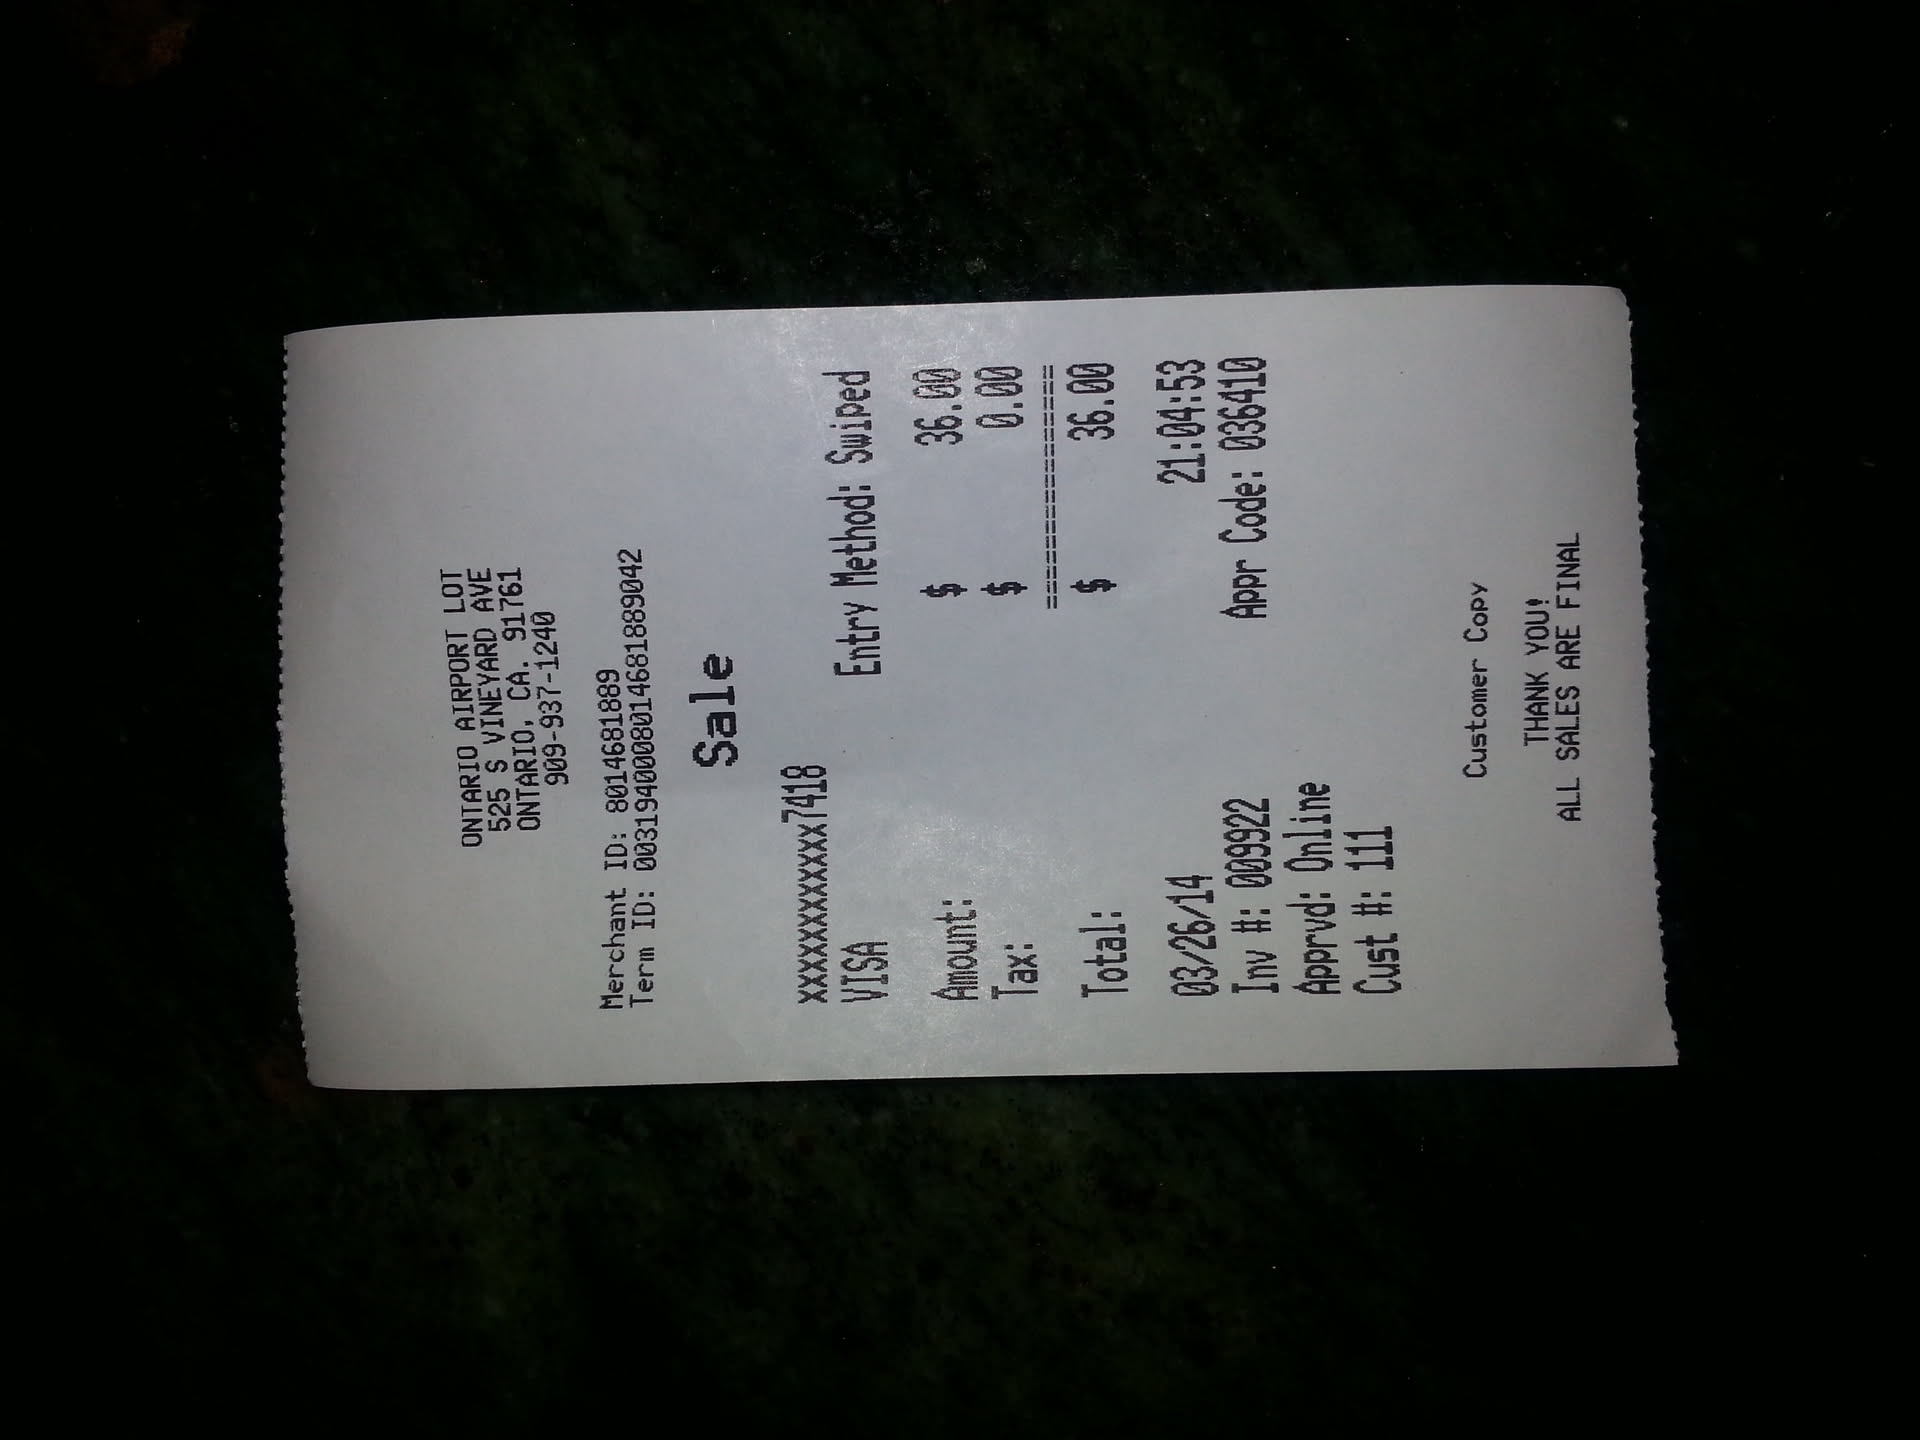 ONTARIO AIRPORT LOT
525 S VINEYARD AVE
ONTARIO, CA. 91761
909-937-1240
Merchant ID: 8014681889
Term ID: 0031940008014681889042
Sale
xxxxxxxxxxxx7418
VISA Entry Method: Swiped
Amount: $ 36.00
Tax: $ 0.00
====================
Total: $ 36.00
03/26/14 21:04:53
Inv #: 009922 Appr Code: 036410
Apprvd: Online
Cust #: 111
Customer Copy
THANK YOU!
ALL SALES ARE FINAL